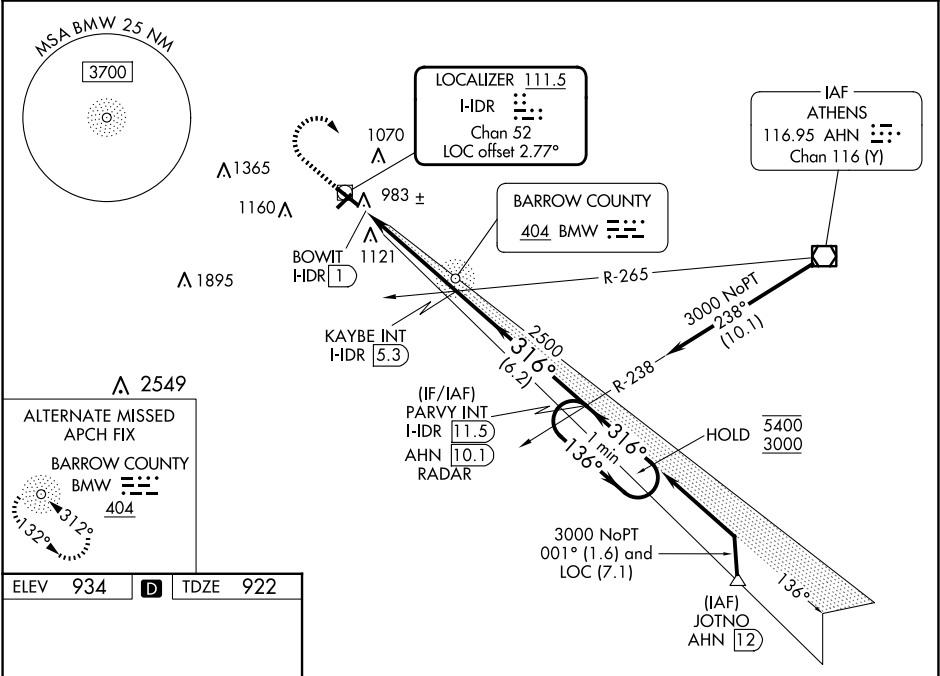 MSA BMW 25 NM
3700
LOCALIZER 111.5
I-IDR
Chan 52
LOC offset 2.77°
IAF
ATHENS
116.95 AHN
Chan 116 (Y)
1070
1365
1160
983 ±
1121
BARROW COUNTY
404 BMW
BOWIT
I-IDR 1
1895
R-265
3000 NoPT
238°
(10.1)
KAYBE INT
I-IDR 5.3
2500
316°
(6.2)
R-238
2549
(IF/IAF)
PARVY INT
I-IDR 11.5
AHN 10.1
RADAR
316°
1 min
136°
HOLD 5400
3000
ALTERNATE MISSED
APCH FIX
BARROW COUNTY
BMW
404
312°
132°
3000 NoPT
001° (1.6) and
LOC (7.1)
136°
(IAF)
JOTNO
AHN 12
ELEV 934 D TDZE 922